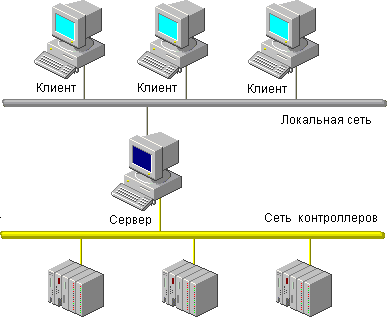 Клиент
Клиент
Клиент
Локальная сеть
Сервер
Сеть контроллеров